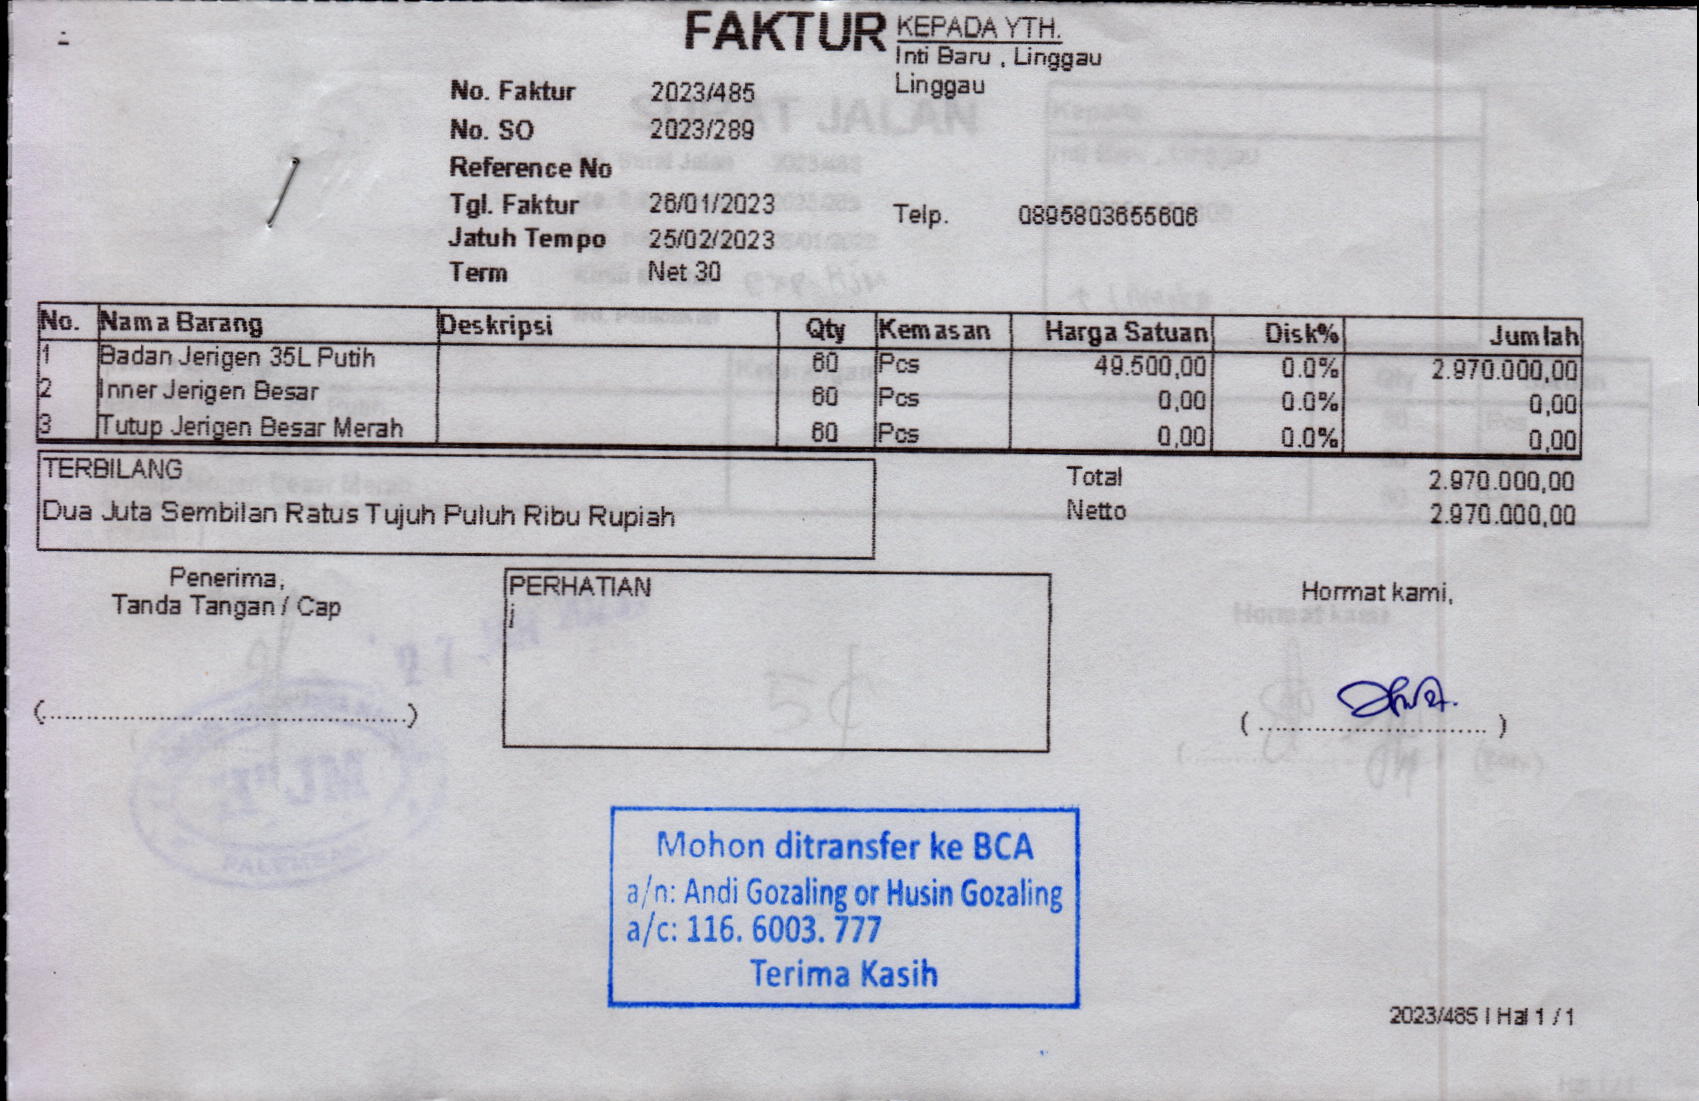 FAKTUR
KEPADA YTH.
Inti Baru , Linggau
Linggau
No. Faktur 2023/485
No. SO 2023/289
Reference No
Tgl. Faktur 26/01/2023
Jatuh Tempo 25/02/2023
Term Net 30
Telp. 0895803655606
No. Nama Barang Deskripsi Qty Kemasan Harga Satuan Disk% Jumlah
1 Badan Jerigen 35L Putih 60 Pcs 49.500,00 0.0% 2.970.000,00
2 Inner Jerigen Besar 60 Pcs 0,00 0.0% 0,00
3 Tutup Jerigen Besar Merah 60 Pcs 0,00 0.0% 0,00
TERBILANG
Dua Juta Sembilan Ratus Tujuh Puluh Ribu Rupiah
Total 2.970.000,00
Netto 2.970.000,00
Penerima,
Tanda Tangan / Cap
(..................................................)
PERHATIAN
j
Hormat kami,
( ................................ )
Mohon ditransfer ke BCA
a/n: Andi Gozaling or Husin Gozaling
a/c: 116. 6003. 777
Terima Kasih
2023/485 | Hal 1 / 1